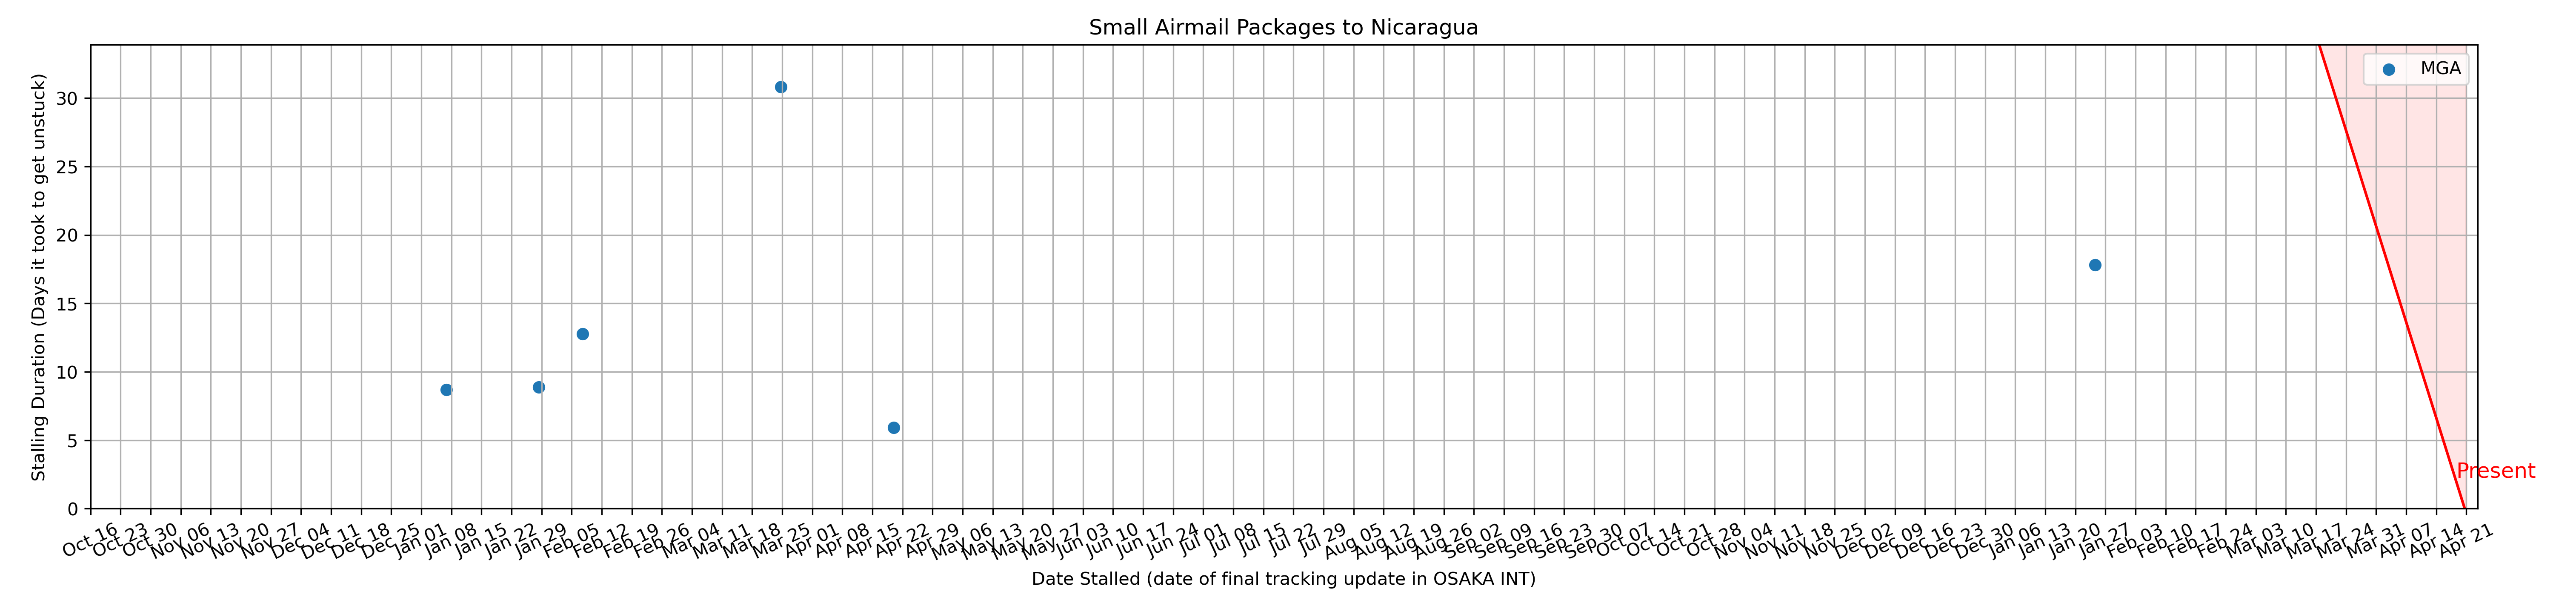 Small Airmail Packages to Nicaragua
MGA
Stalling Duration (Days it took to get unstuck)
30
25
20
15
10
5
0
Present
Oct 16 Oct 23 Oct 30 Nov 06 Nov 13 Nov 20 Nov 27 Dec 04 Dec 11 Dec 18 Dec 25 Jan 01 Jan 08 Jan 15 Jan 22 Jan 29 Feb 05 Feb 12 Feb 19 Feb 26 Mar 04 Mar 11 Mar 18 Mar 25 Apr 01 Apr 08 Apr 15 Apr 22 Apr 29 May 06 May 13 May 20 May 27 Jun 03 Jun 10 Jun 17 Jun 24 Jul 01 Jul 08 Jul 15 Jul 22 Jul 29 Aug 05 Aug 12 Aug 19 Aug 26 Sep 02 Sep 09 Sep 16 Sep 23 Sep 30 Oct 07 Oct 14 Oct 21 Oct 28 Nov 04 Nov 11 Nov 18 Nov 25 Dec 02 Dec 09 Dec 16 Dec 23 Dec 30 Jan 06 Jan 13 Jan 20 Jan 27 Feb 03 Feb 10 Feb 17 Feb 24 Mar 03 Mar 10 Mar 17 Mar 24 Mar 31 Apr 07 Apr 14 Apr 21
Date Stalled (date of final tracking update in OSAKA INT)